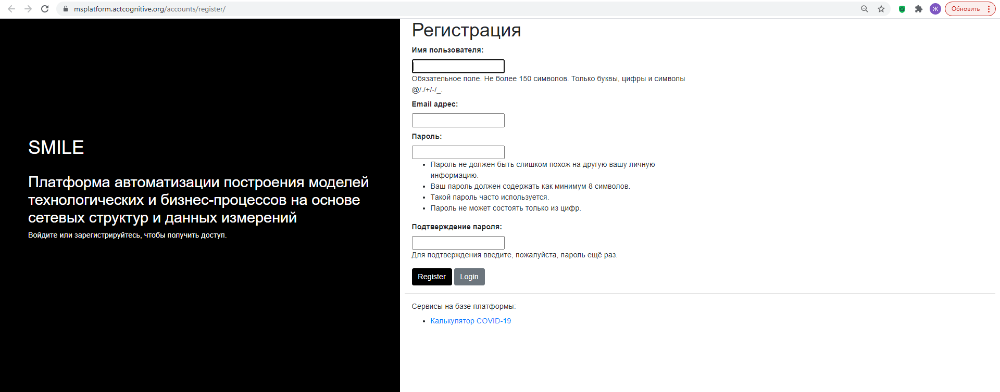 msplatform.actcognitive.org/accounts/register/
Ж
Обновить
SMILE
Платформа автоматизации построения моделей
технологических и бизнес-процессов на основе
сетевых структур и данных измерений
Войдите или зарегистрируйтесь, чтобы получить доступ.
Регистрация
Имя пользователя:
Обязательное поле. Не более 150 символов. Только буквы, цифры и символы
@/./+/-/_.
Email адрес:
Пароль:
• Пароль не должен быть слишком похож на другую вашу личную
информацию.
• Ваш пароль должен содержать как минимум 8 символов.
• Такой пароль часто используется.
• Пароль не может состоять только из цифр.
Подтверждение пароля:
Для подтверждения введите, пожалуйста, пароль ещё раз.
Register Login
Сервисы на базе платформы:
• Калькулятор COVID-19